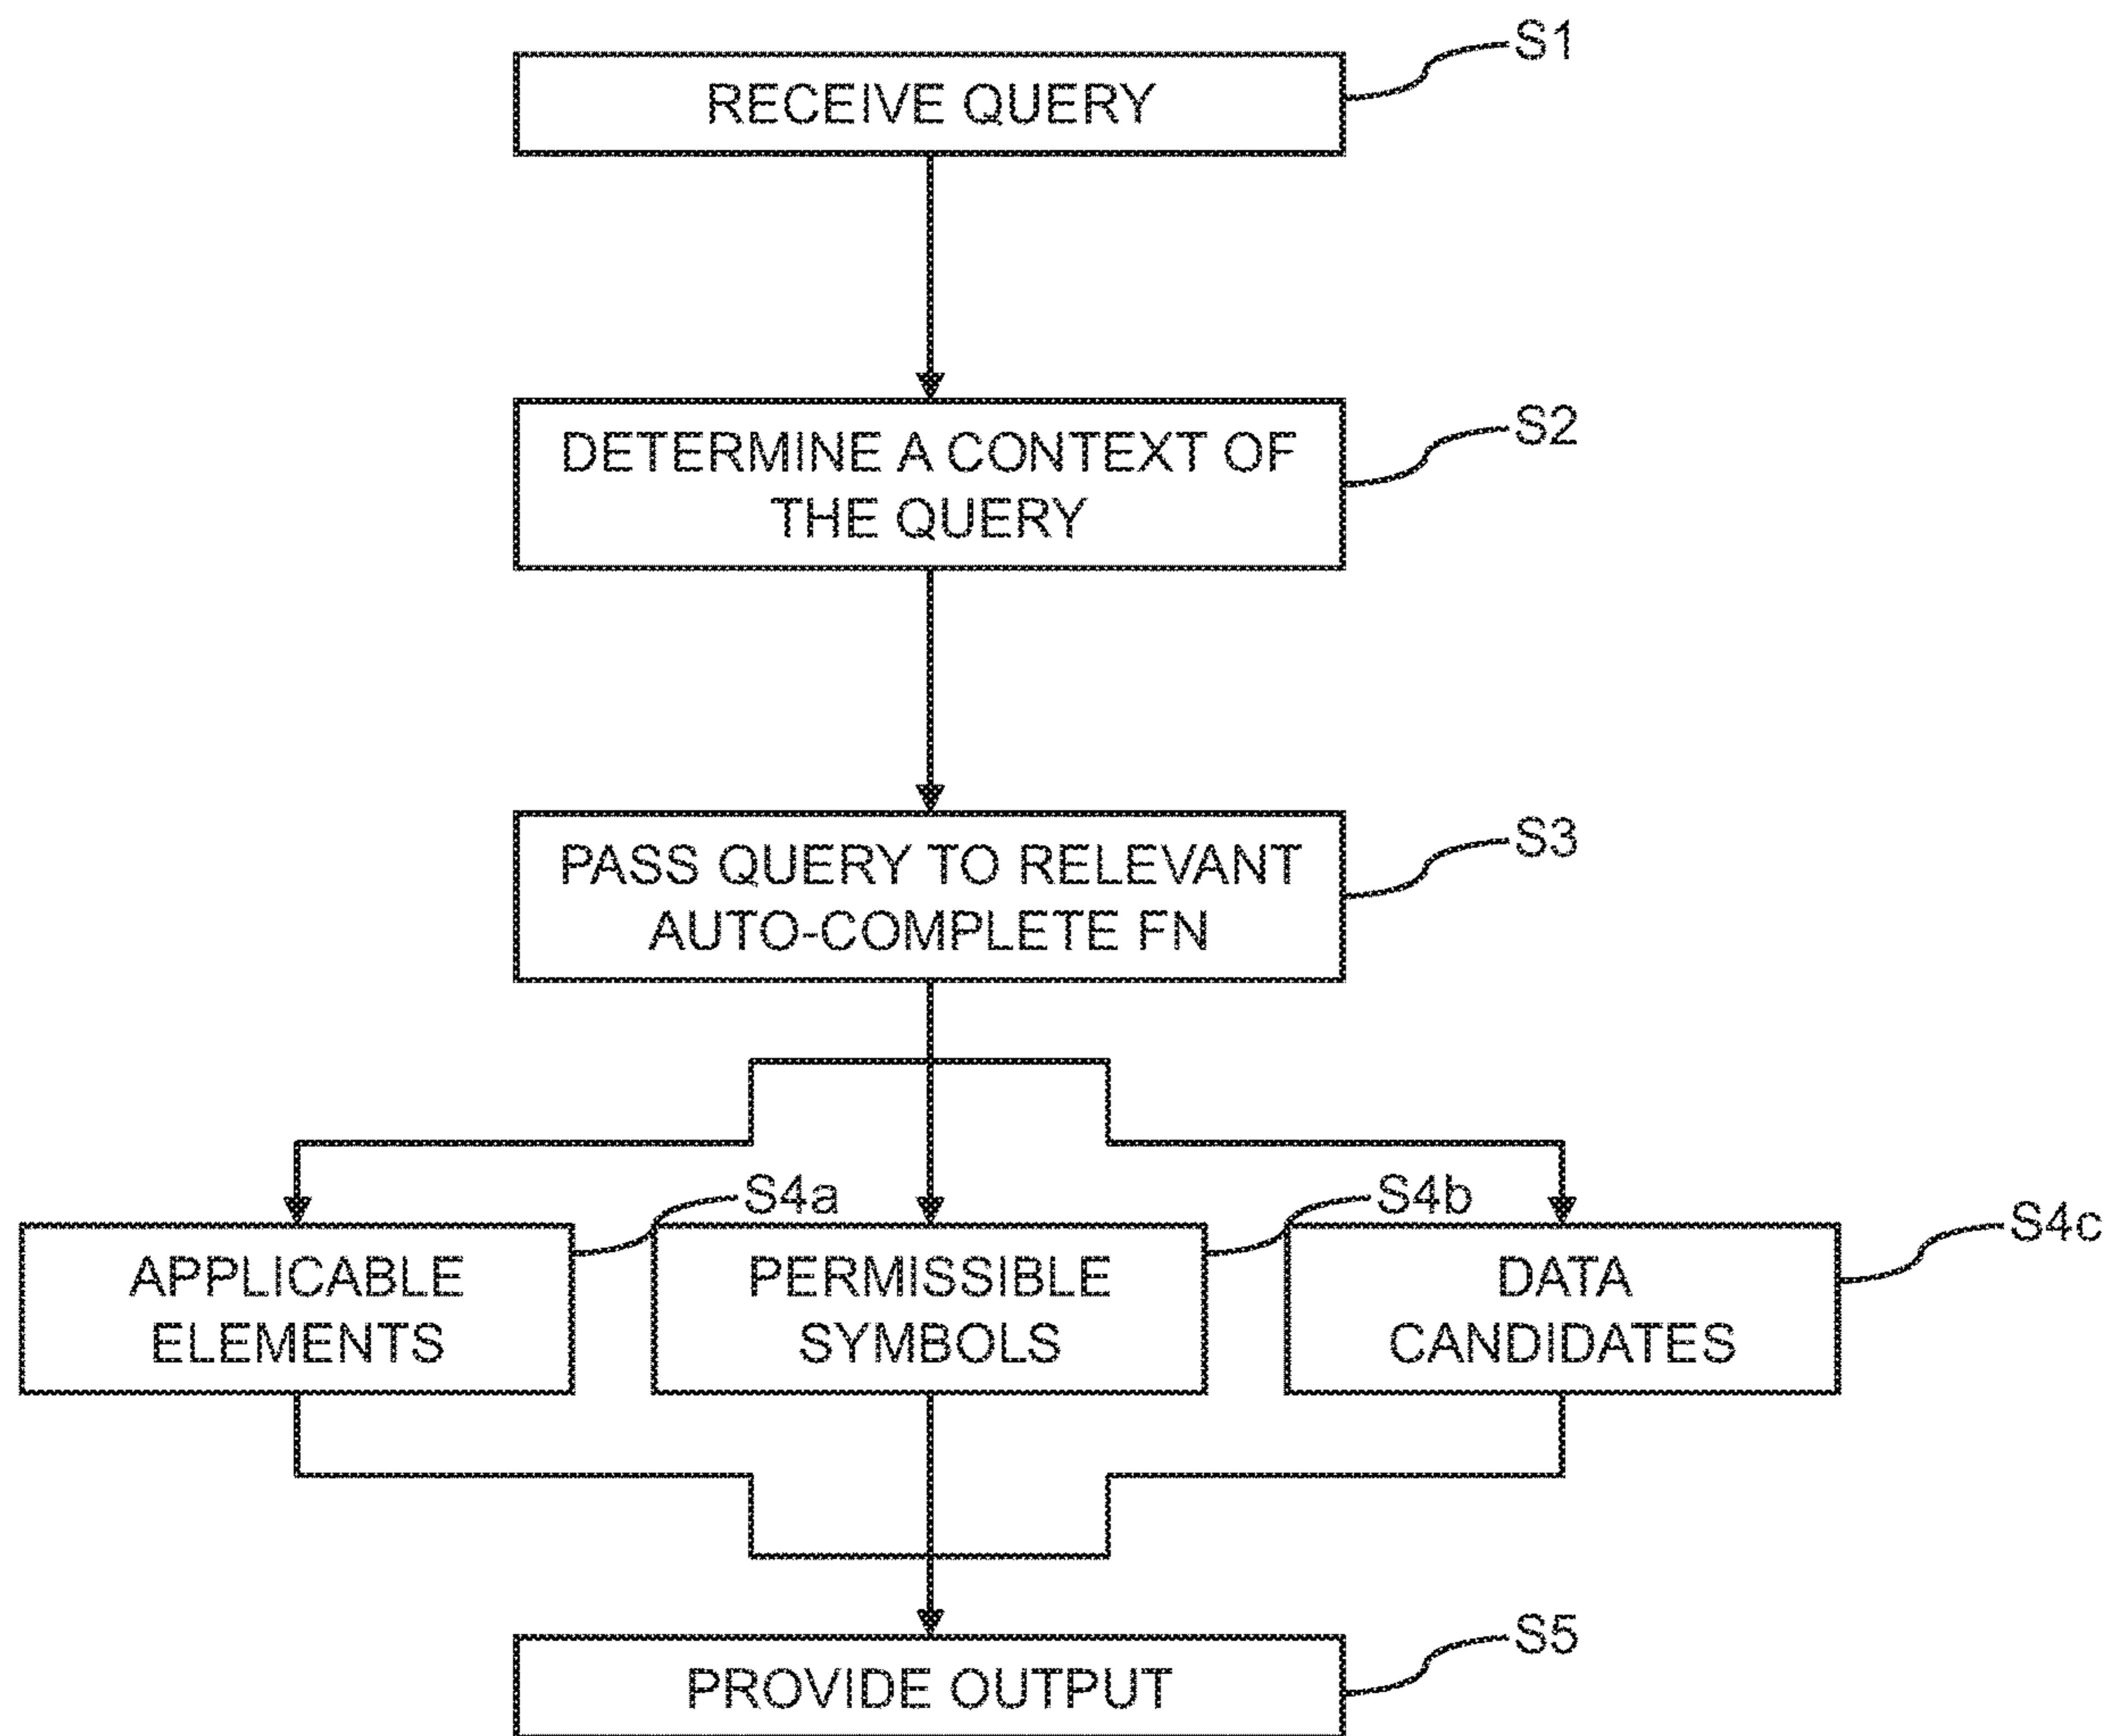 S1
RECEIVE QUERY
S2
DETERMINE A CONTEXT OF
THE QUERY
S3
PASS QUERY TO RELEVANT
AUTO-COMPLETE FN
S4a
S4b
S4c
APPLICABLE
ELEMENTS
PERMISSIBLE
SYMBOLS
DATA
CANDIDATES
S5
PROVIDE OUTPUT